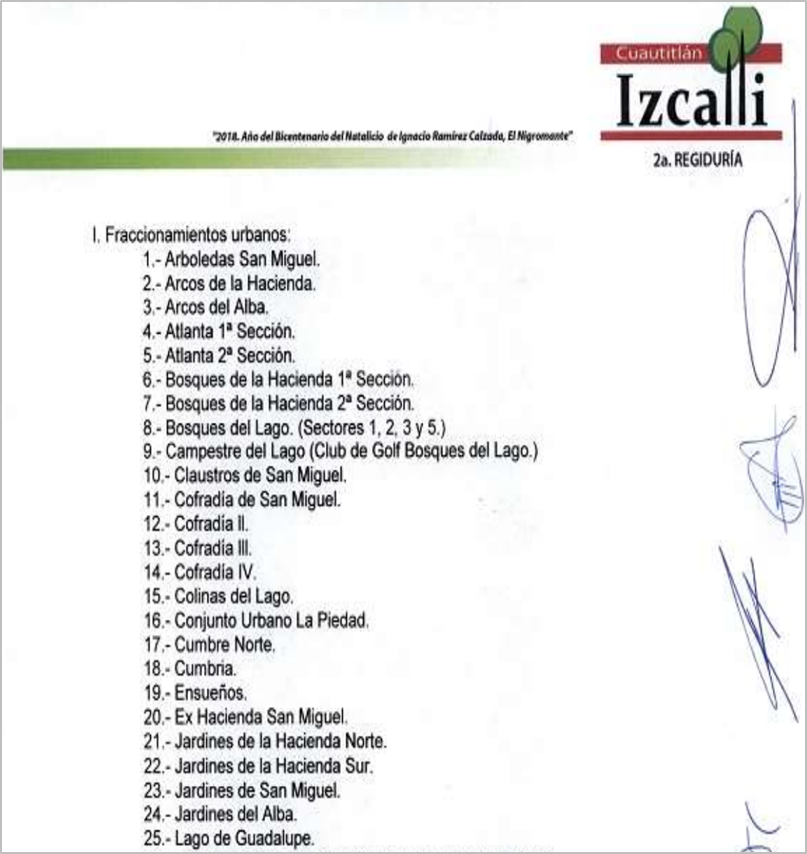 Cuautitlán
Izcalli
"2018. Año del Bicentenario del Natalicio de Ignacio Ramírez Calzada, El Nigromante"
2a. REGIDURÍA
I. Fraccionamientos urbanos:
1.- Arboledas San Miguel.
2.- Arcos de la Hacienda.
3.- Arcos del Alba.
4.- Atlanta 1ª Sección.
5.- Atlanta 2ª Sección.
6.- Bosques de la Hacienda 1ª Sección.
7.- Bosques de la Hacienda 2ª Sección.
8.- Bosques del Lago. (Sectores 1, 2, 3 y 5.)
9.- Campestre del Lago (Club de Golf Bosques del Lago.)
10.- Claustros de San Miguel.
11.- Cofradía de San Miguel.
12.- Cofradía II.
13.- Cofradía III.
14.- Cofradía IV.
15.- Colinas del Lago.
16.- Conjunto Urbano La Piedad.
17.- Cumbre Norte.
18.- Cumbria.
19.- Ensueños.
20.- Ex Hacienda San Miguel.
21.- Jardines de la Hacienda Norte.
22.- Jardines de la Hacienda Sur.
23.- Jardines de San Miguel.
24.- Jardines del Alba.
25.- Lago de Guadalupe.